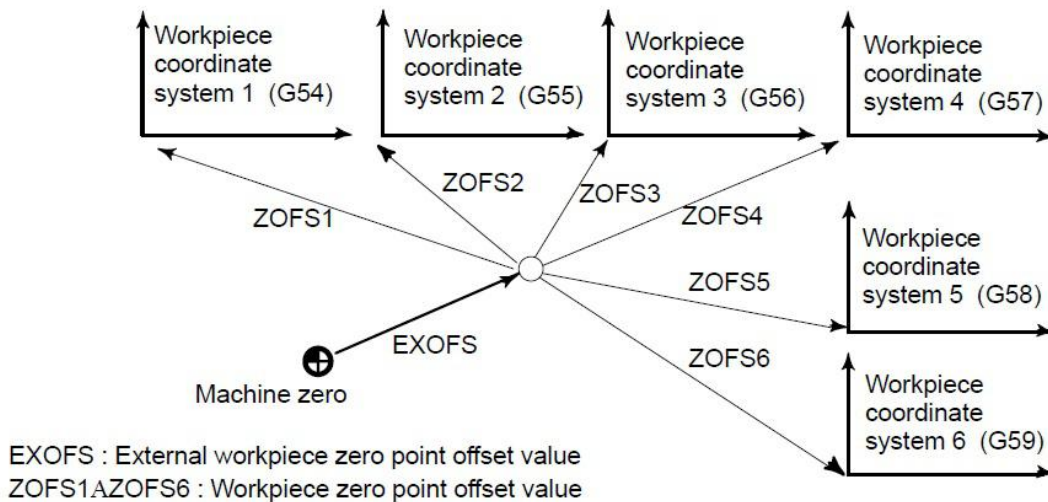 Workpiece
coordinate
system 1 (G54)
Workpiece
coordinate
system 2 (G55)
Workpiece
coordinate
system 3 (G56)
Workpiece
coordinate
system 4 (G57)
ZOFS1
ZOFS2
ZOFS3
ZOFS4
ZOFS5
Workpiece
coordinate
system 5 (G58)
EXOFS
ZOFS6
Machine zero
Workpiece
coordinate
system 6 (G59)
EXOFS : External workpiece zero point offset value
ZOFS1AZOFS6 : Workpiece zero point offset value